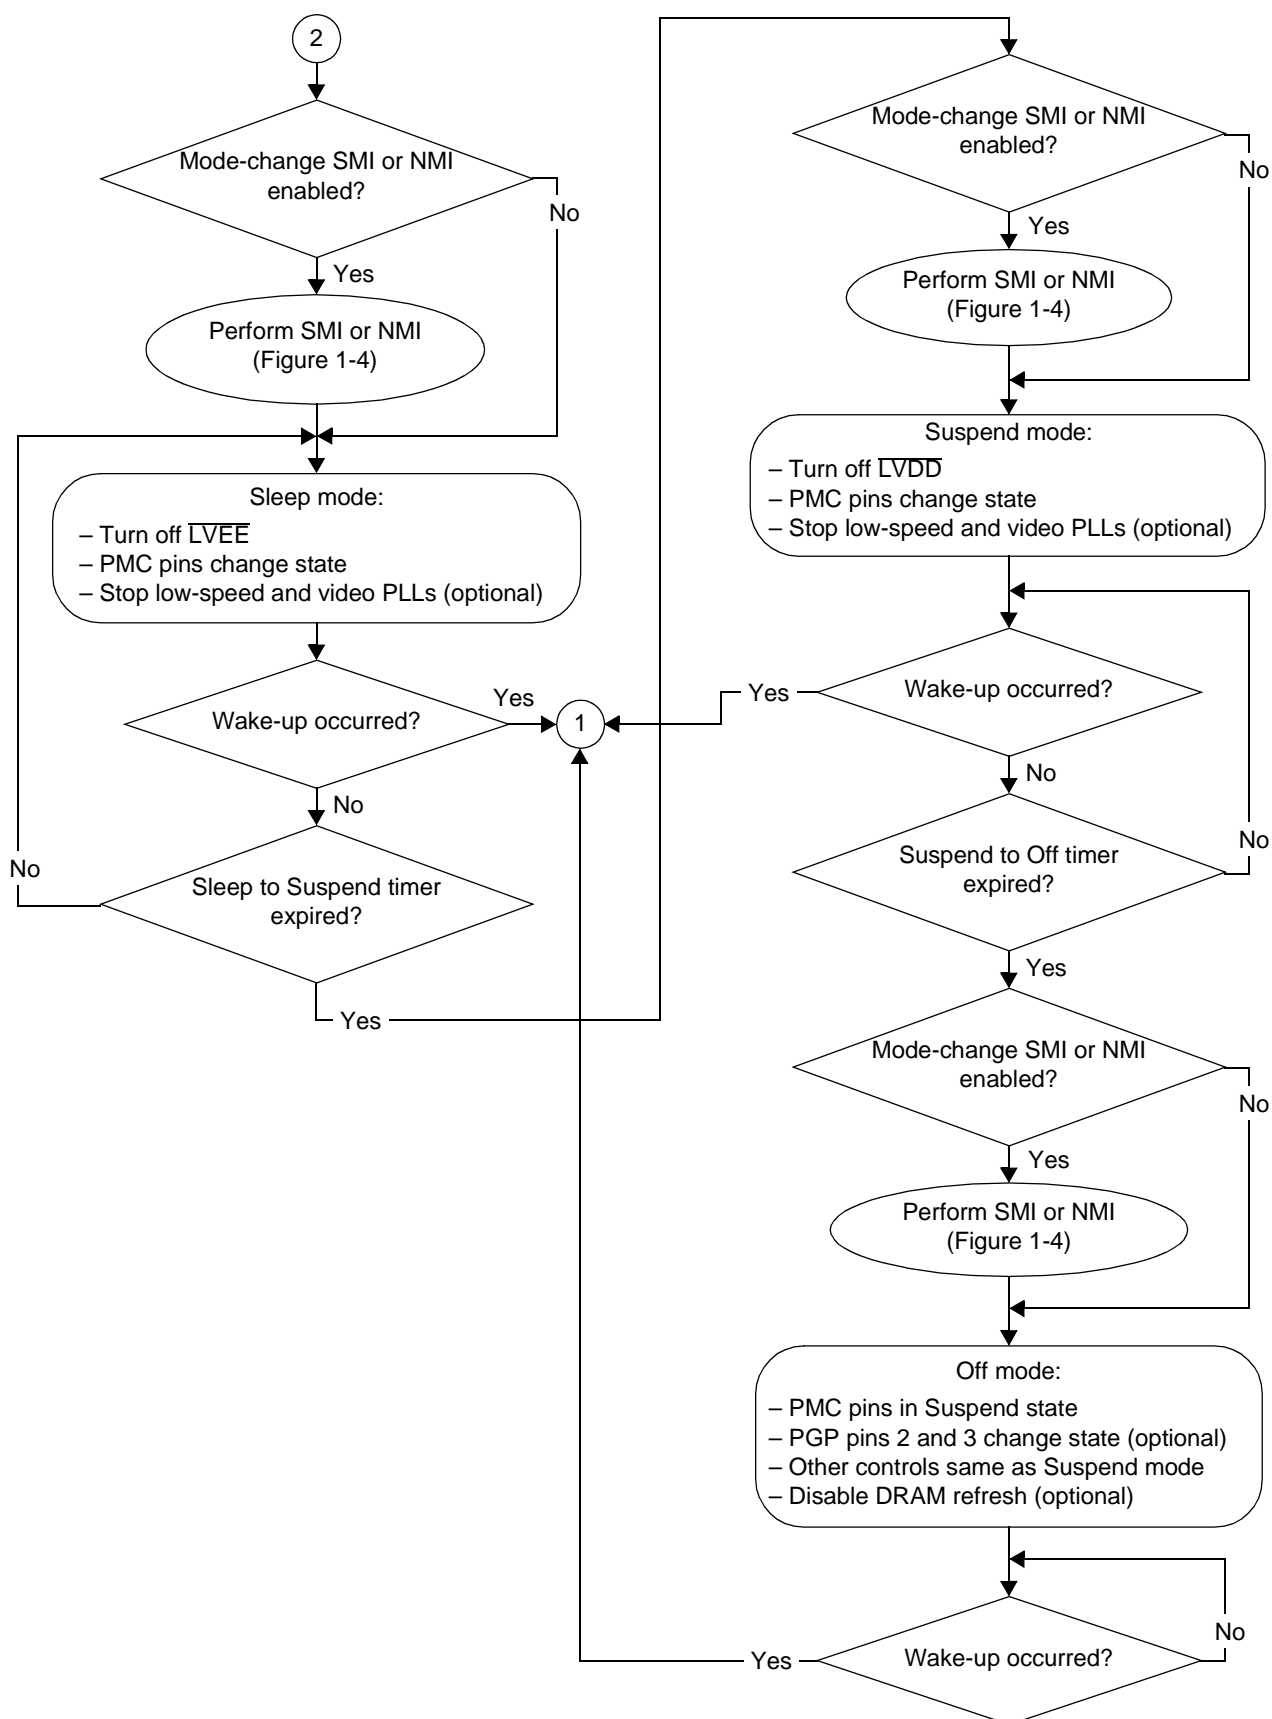 2
Mode-change SMI or NMI
enabled?
No
Yes
Perform SMI or NMI
(Figure 1-4)
Sleep mode:
– Turn off L̅V̅E̅E̅
– PMC pins change state
– Stop low-speed and video PLLs (optional)
Wake-up occurred?
Yes
1
No
Sleep to Suspend timer
expired?
No
Yes
Mode-change SMI or NMI
enabled?
No
Yes
Perform SMI or NMI
(Figure 1-4)
Suspend mode:
– Turn off L̅V̅D̅D̅
– PMC pins change state
– Stop low-speed and video PLLs (optional)
Wake-up occurred?
Yes
No
Suspend to Off timer
expired?
No
Yes
Mode-change SMI or NMI
enabled?
No
Yes
Perform SMI or NMI
(Figure 1-4)
Off mode:
– PMC pins in Suspend state
– PGP pins 2 and 3 change state (optional)
– Other controls same as Suspend mode
– Disable DRAM refresh (optional)
Wake-up occurred?
No
Yes